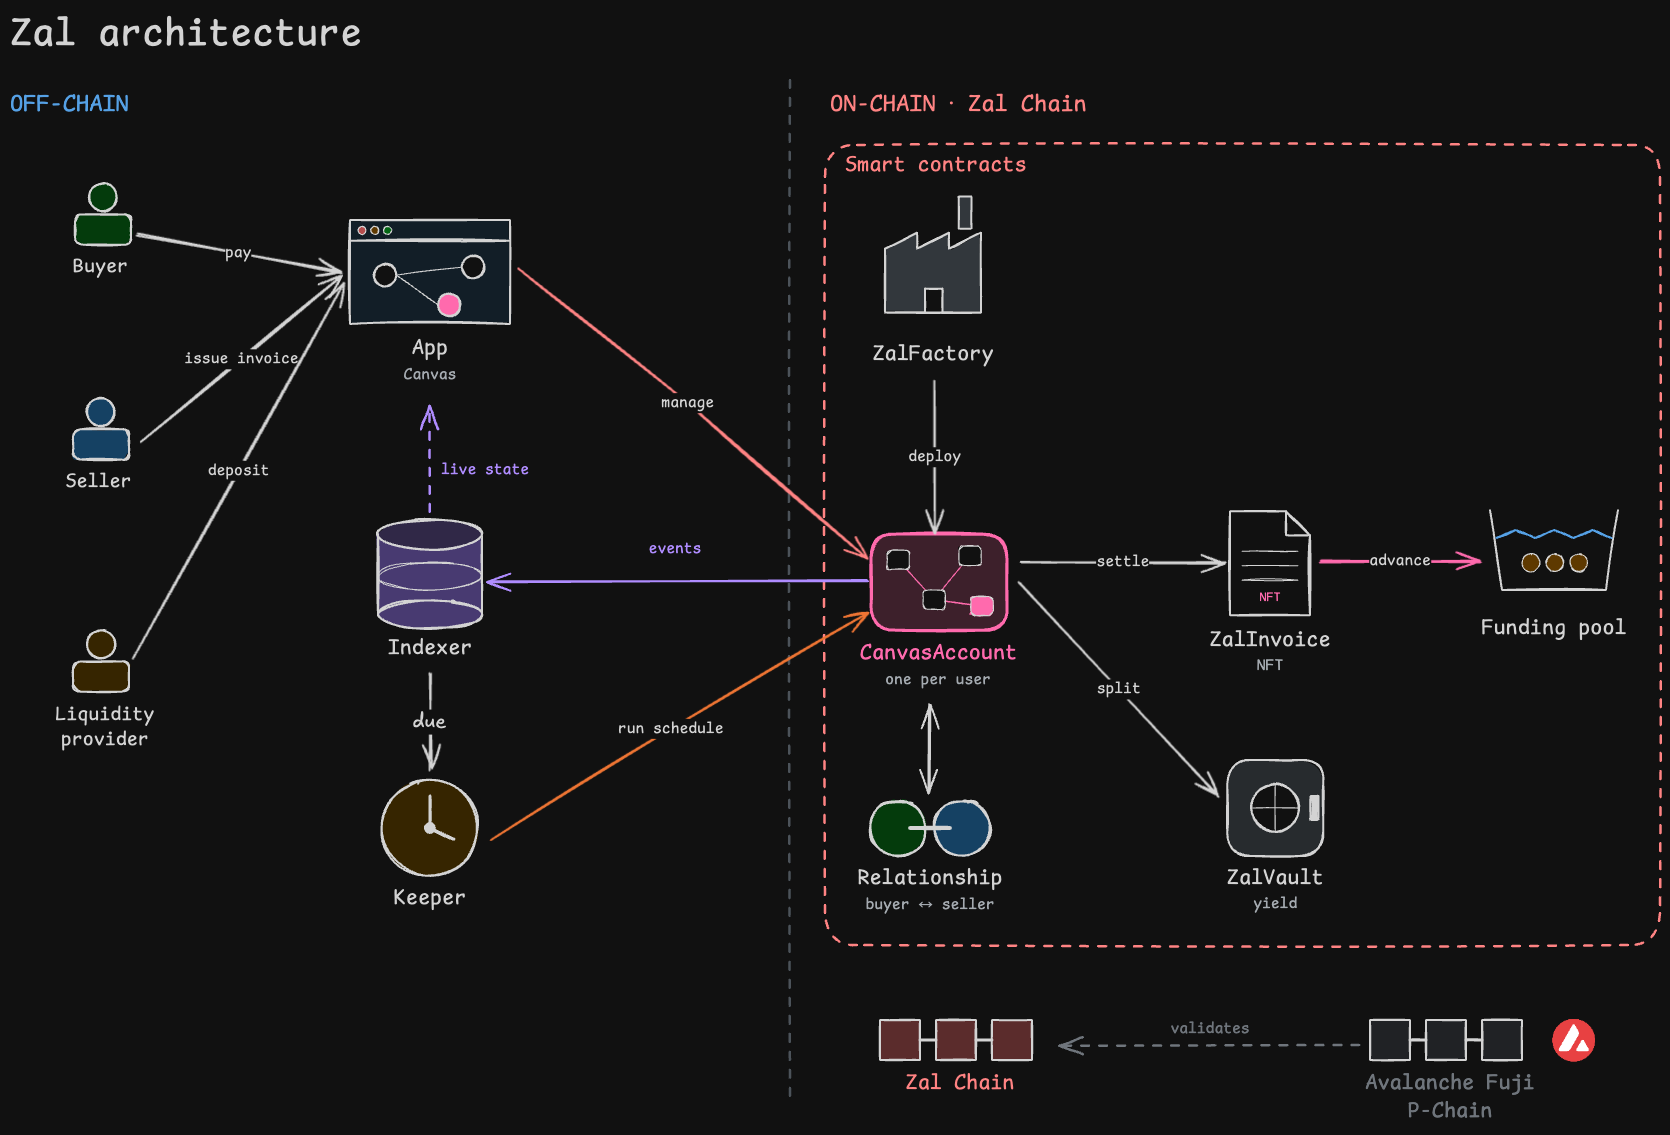 Zal architecture
OFF-CHAIN
ON-CHAIN · Zal Chain
Smart contracts
Buyer
pay
issue invoice
Seller
deposit
Liquidity
provider
App
Canvas
live state
Indexer
due
Keeper
manage
events
run schedule
ZalFactory
deploy
CanvasAccount
one per user
Relationship
buyer ↔ seller
settle
split
NFT
ZalInvoice
NFT
advance
Funding pool
ZalVault
yield
Zal Chain
validates
Avalanche Fuji
P-Chain